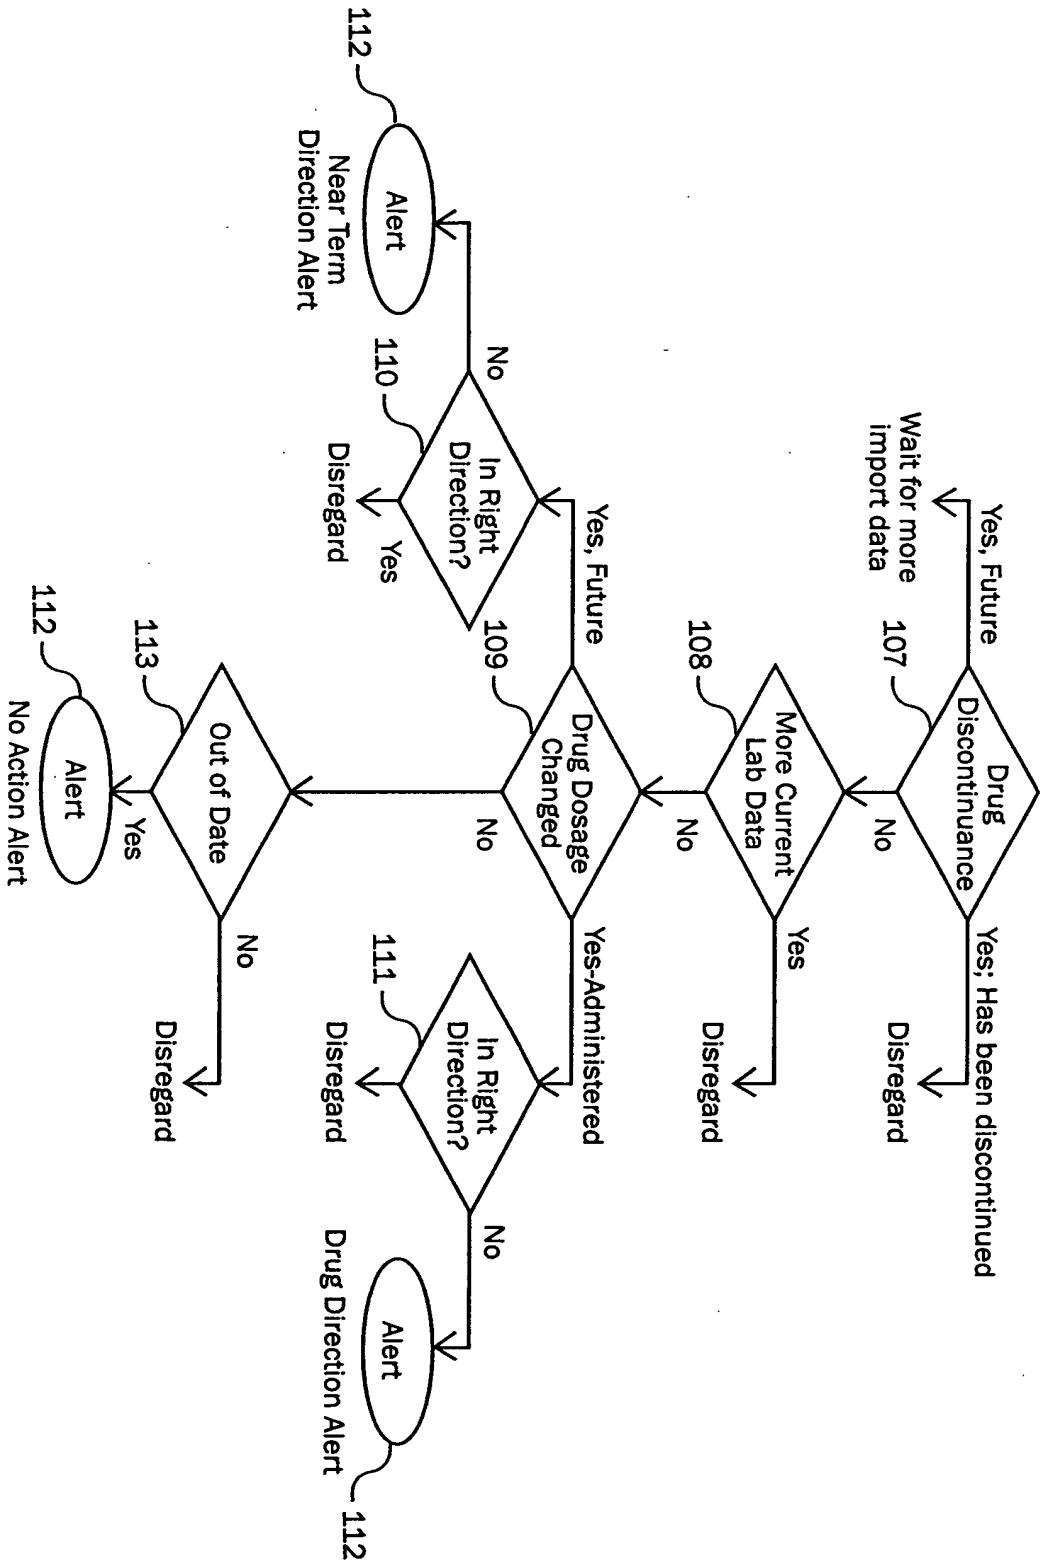 Drug
Discontinuance
107
Yes, Future
Wait for more
import data
Yes; Has been discontinued
Disregard
No
More Current
Lab Data
108
Yes
Disregard
No
Drug Dosage
Changed
109
Yes, Future
Yes-Administered
No
In Right
Direction?
110
No
Yes
Disregard
Alert
112
Near Term
Direction Alert
In Right
Direction?
111
Disregard
No
Alert
112
Drug Direction Alert
Out of Date
113
No
Disregard
Yes
Alert
112
No Action Alert